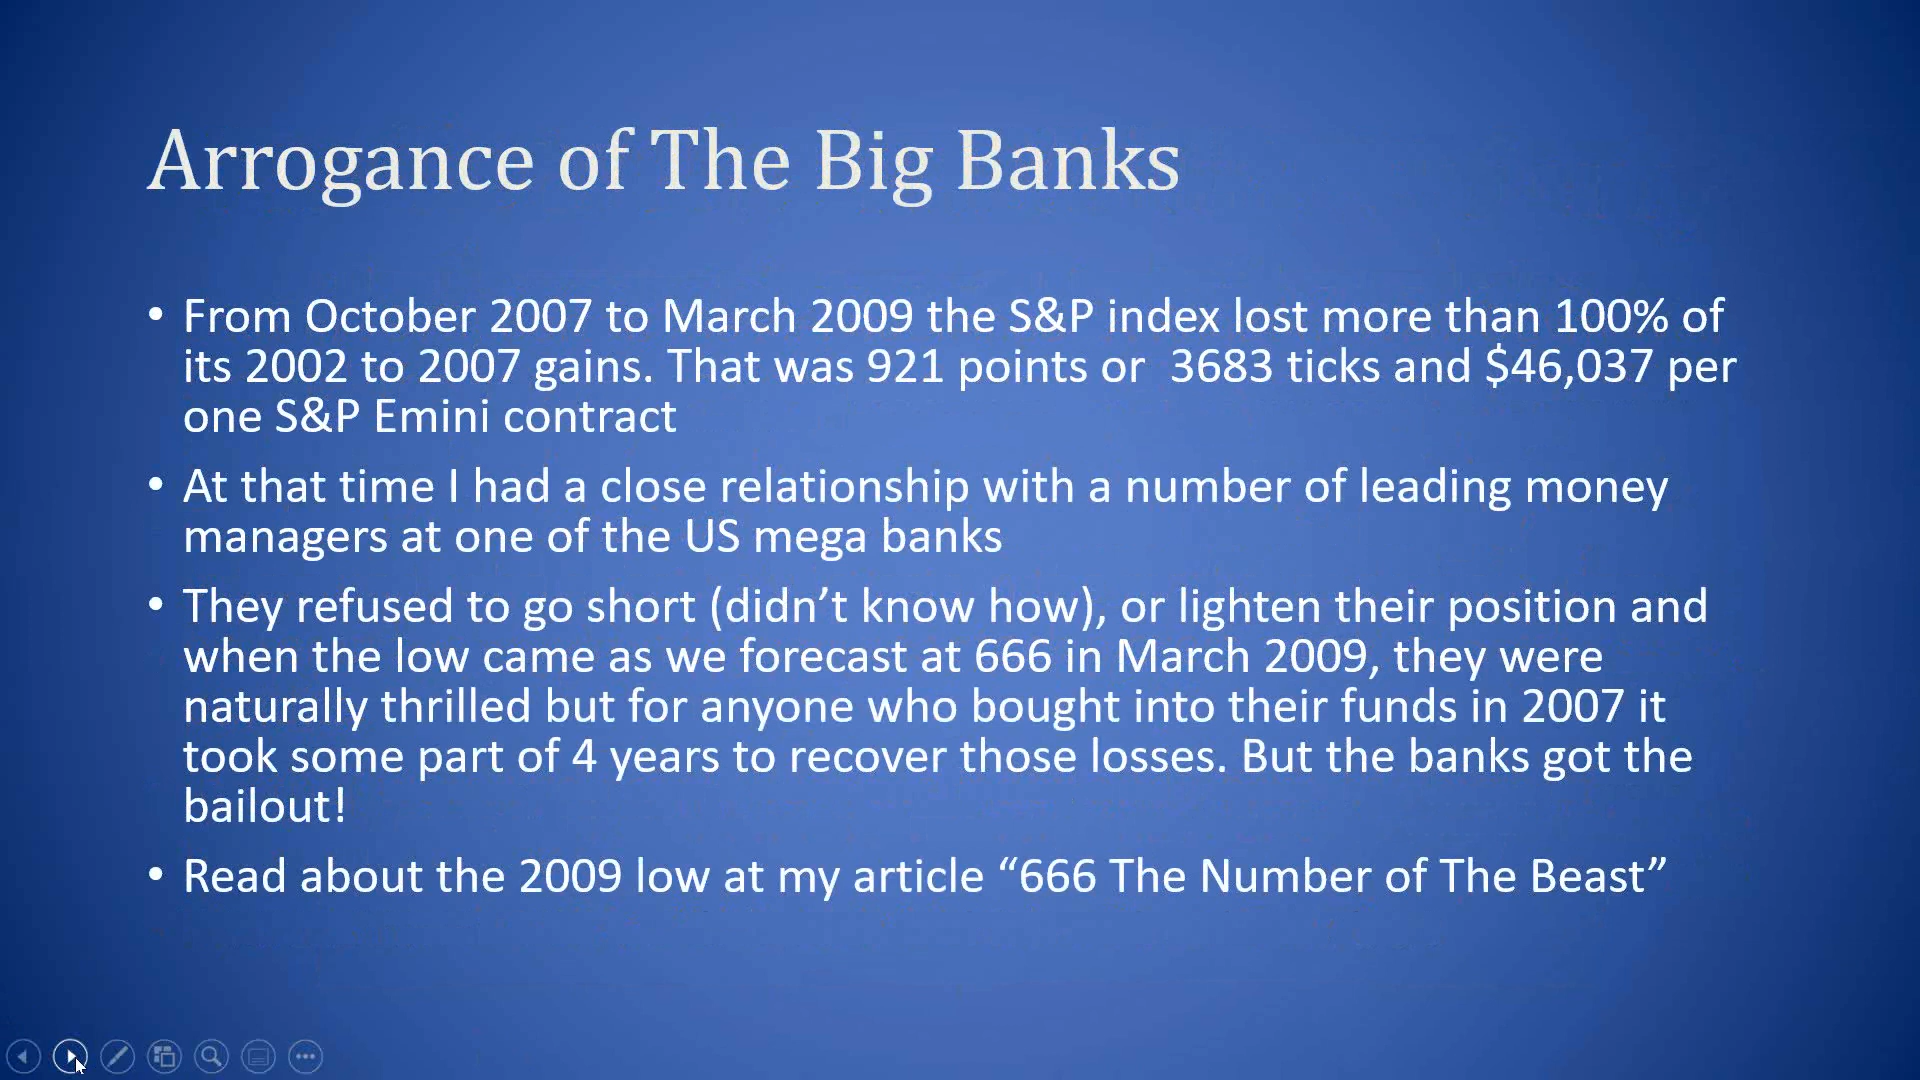 Arrogance of The Big Banks
• From October 2007 to March 2009 the S&P index lost more than 100% of
its 2002 to 2007 gains. That was 921 points or  3683 ticks and $46,037 per
one S&P Emini contract
• At that time I had a close relationship with a number of leading money
managers at one of the US mega banks
• They refused to go short (didn’t know how), or lighten their position and
when the low came as we forecast at 666 in March 2009, they were
naturally thrilled but for anyone who bought into their funds in 2007 it
took some part of 4 years to recover those losses. But the banks got the
bailout!
• Read about the 2009 low at my article “666 The Number of The Beast”